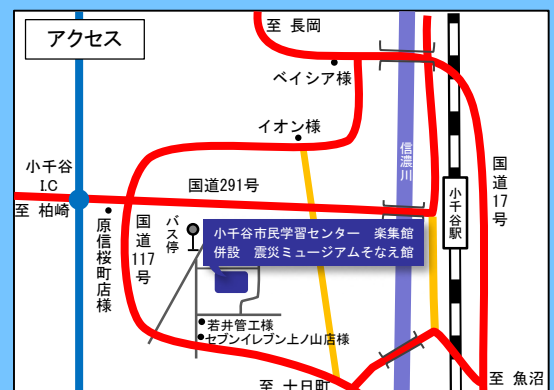 アクセス
至 長岡
ベイシア様
イオン様
信濃川
小千谷
I.C
至 柏崎
国道291号
小千谷駅
国道
17
号
原信桜町店様
国道
117
号
バス停
小千谷市民学習センター 楽集館
併設 震災ミュージアムそなえ館
若井管工様
セブンイレブン上ノ山店様
至 十日町
至 魚沼